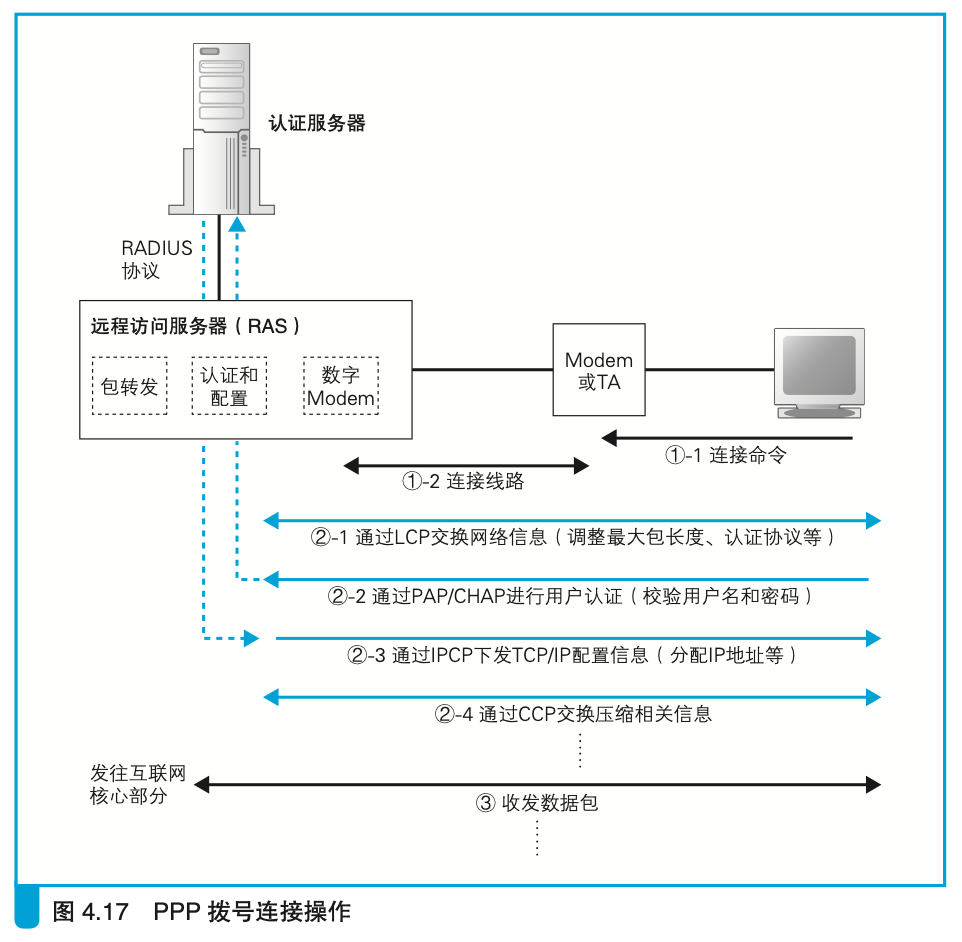 认证服务器
RADIUS
协议
远程访问服务器（RAS）
包转发
认证和
配置
数字
Modem
Modem
或TA
①-1 连接命令
①-2 连接线路
②-1 通过LCP交换网络信息（调整最大包长度、认证协议等）
②-2 通过PAP/CHAP进行用户认证（校验用户名和密码）
②-3 通过IPCP下发TCP/IP配置信息（分配IP地址等）
②-4 通过CCP交换压缩相关信息
发往互联网
核心部分
③ 收发数据包
图 4.17 PPP 拨号连接操作